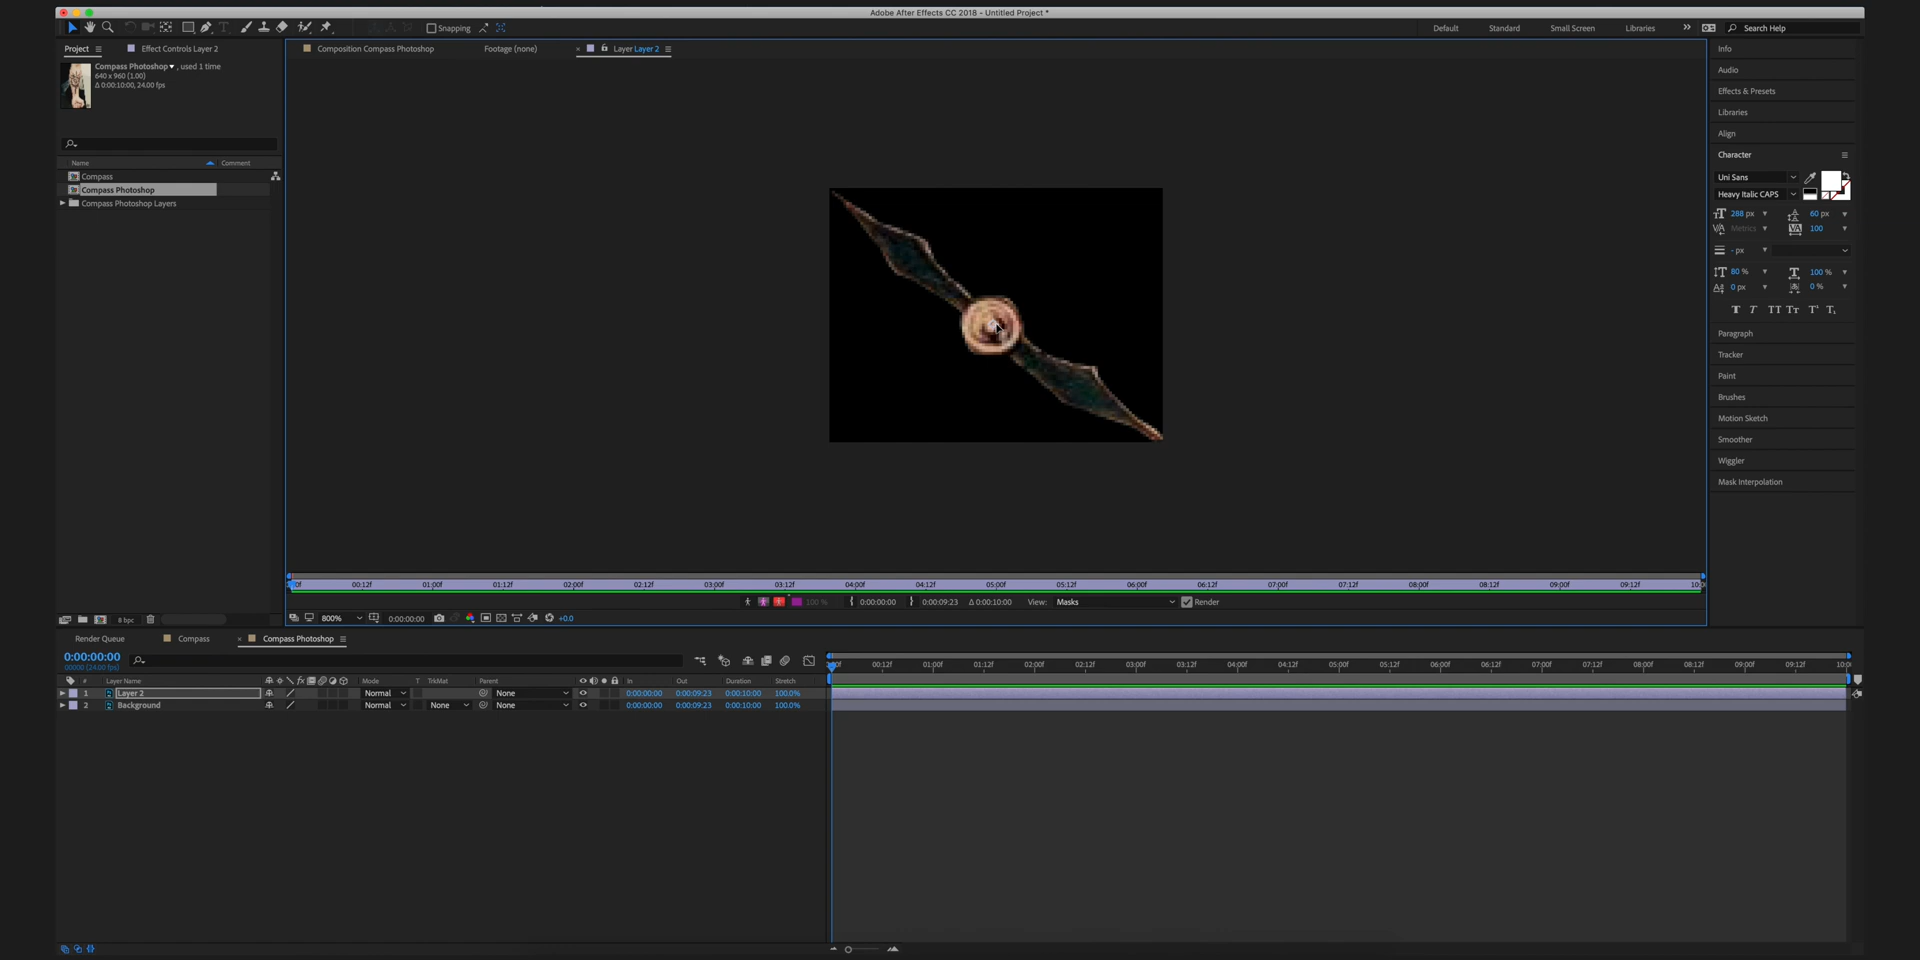 Adobe After Effects CC 2018 - Untitled Project *
Snapping
Default
Standard
Small Screen
Libraries
Search Help
Project
Effect Controls Layer 2
Composition Compass Photoshop
Footage (none)
Layer Layer 2
Compass Photoshop , used 1 time
640 x 960 (1.00)
Δ 0:00:10:00, 24.00 fps
Name
Comment
Compass
Compass Photoshop
Compass Photoshop Layers
8 bpc
Info
Audio
Effects & Presets
Libraries
Align
Character
Uni Sans
Heavy Italic CAPS
288 px
60 px
Metrics
100
- px
80 %
100 %
0 px
0 %
Paragraph
Tracker
Paint
Brushes
Motion Sketch
Smoother
Wiggler
Mask Interpolation
00:12f 01:00f 01:12f 02:00f 02:12f 03:00f 03:12f 04:00f 04:12f 05:00f 05:12f 06:00f 06:12f 07:00f 07:12f 08:00f 08:12f 09:00f 09:12f
100 % 0:00:00:00 0:00:09:23 Δ 0:00:10:00 View: Masks Render
800% 0:00:00:00 +0.0
Render Queue
Compass
Compass Photoshop
0:00:00:00
00000 (24.00 fps)
00:12f 01:00f 01:12f 02:00f 02:12f 03:00f 03:12f 04:00f 04:12f 05:00f 05:12f 06:00f 06:12f 07:00f 07:12f 08:00f 08:12f 09:00f 09:12f
# Layer Name fx Mode T TrkMat Parent In Out Duration Stretch
1 Layer 2 Normal None 0:00:00:00 0:00:09:23 0:00:10:00 100.0%
2 Background Normal None None 0:00:00:00 0:00:09:23 0:00:10:00 100.0%